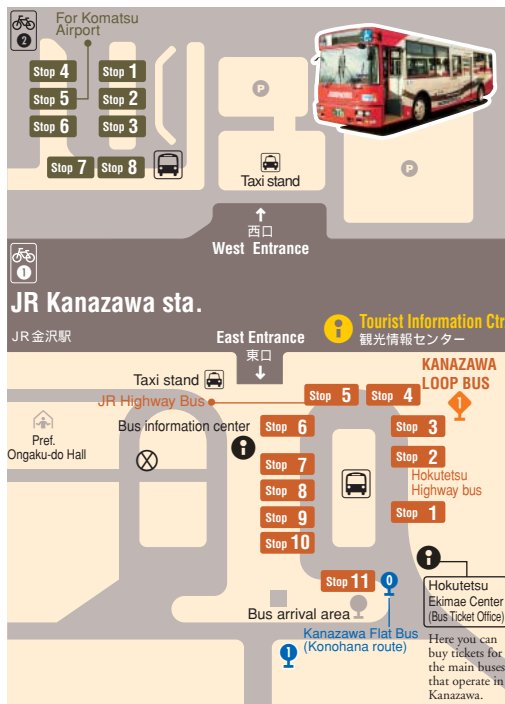 For Komatsu
Airport
2
Stop 4
Stop 1
Stop 5
Stop 2
Stop 6
Stop 3
Stop 7
Stop 8
P
P
Taxi stand
西口
West Entrance
1
JR Kanazawa sta.
JR金沢駅
East Entrance
東口
Tourist Information Ctr
観光情報センター
KANAZAWA
LOOP BUS
1
Taxi stand
JR Highway Bus
Bus information center
Pref.
Ongaku-do Hall
Stop 5
Stop 4
Stop 6
Stop 3
Stop 7
Stop 2
Hokutetsu
Highway bus
Stop 8
Stop 9
Stop 1
Stop 10
Stop 11
0
Bus arrival area
Kanazawa Flat Bus
(Konohana route)
1
Hokutetsu
Ekimae Center
(Bus Ticket Office)
Here you can
buy tickets for
the main buses
that operate in
Kanazawa.